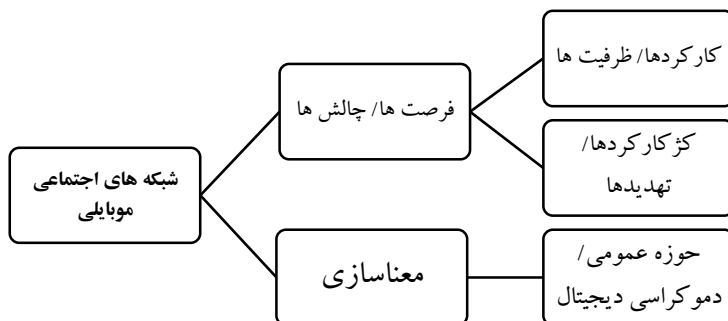 شبکه های اجتماعی
موبایلی
فرصت ها/ چالش ها
معناسازی
کارکردها/ ظرفیت ها
کژکارکردها/
تهدیدها
حوزه عمومی/
دموکراسی دیجیتال